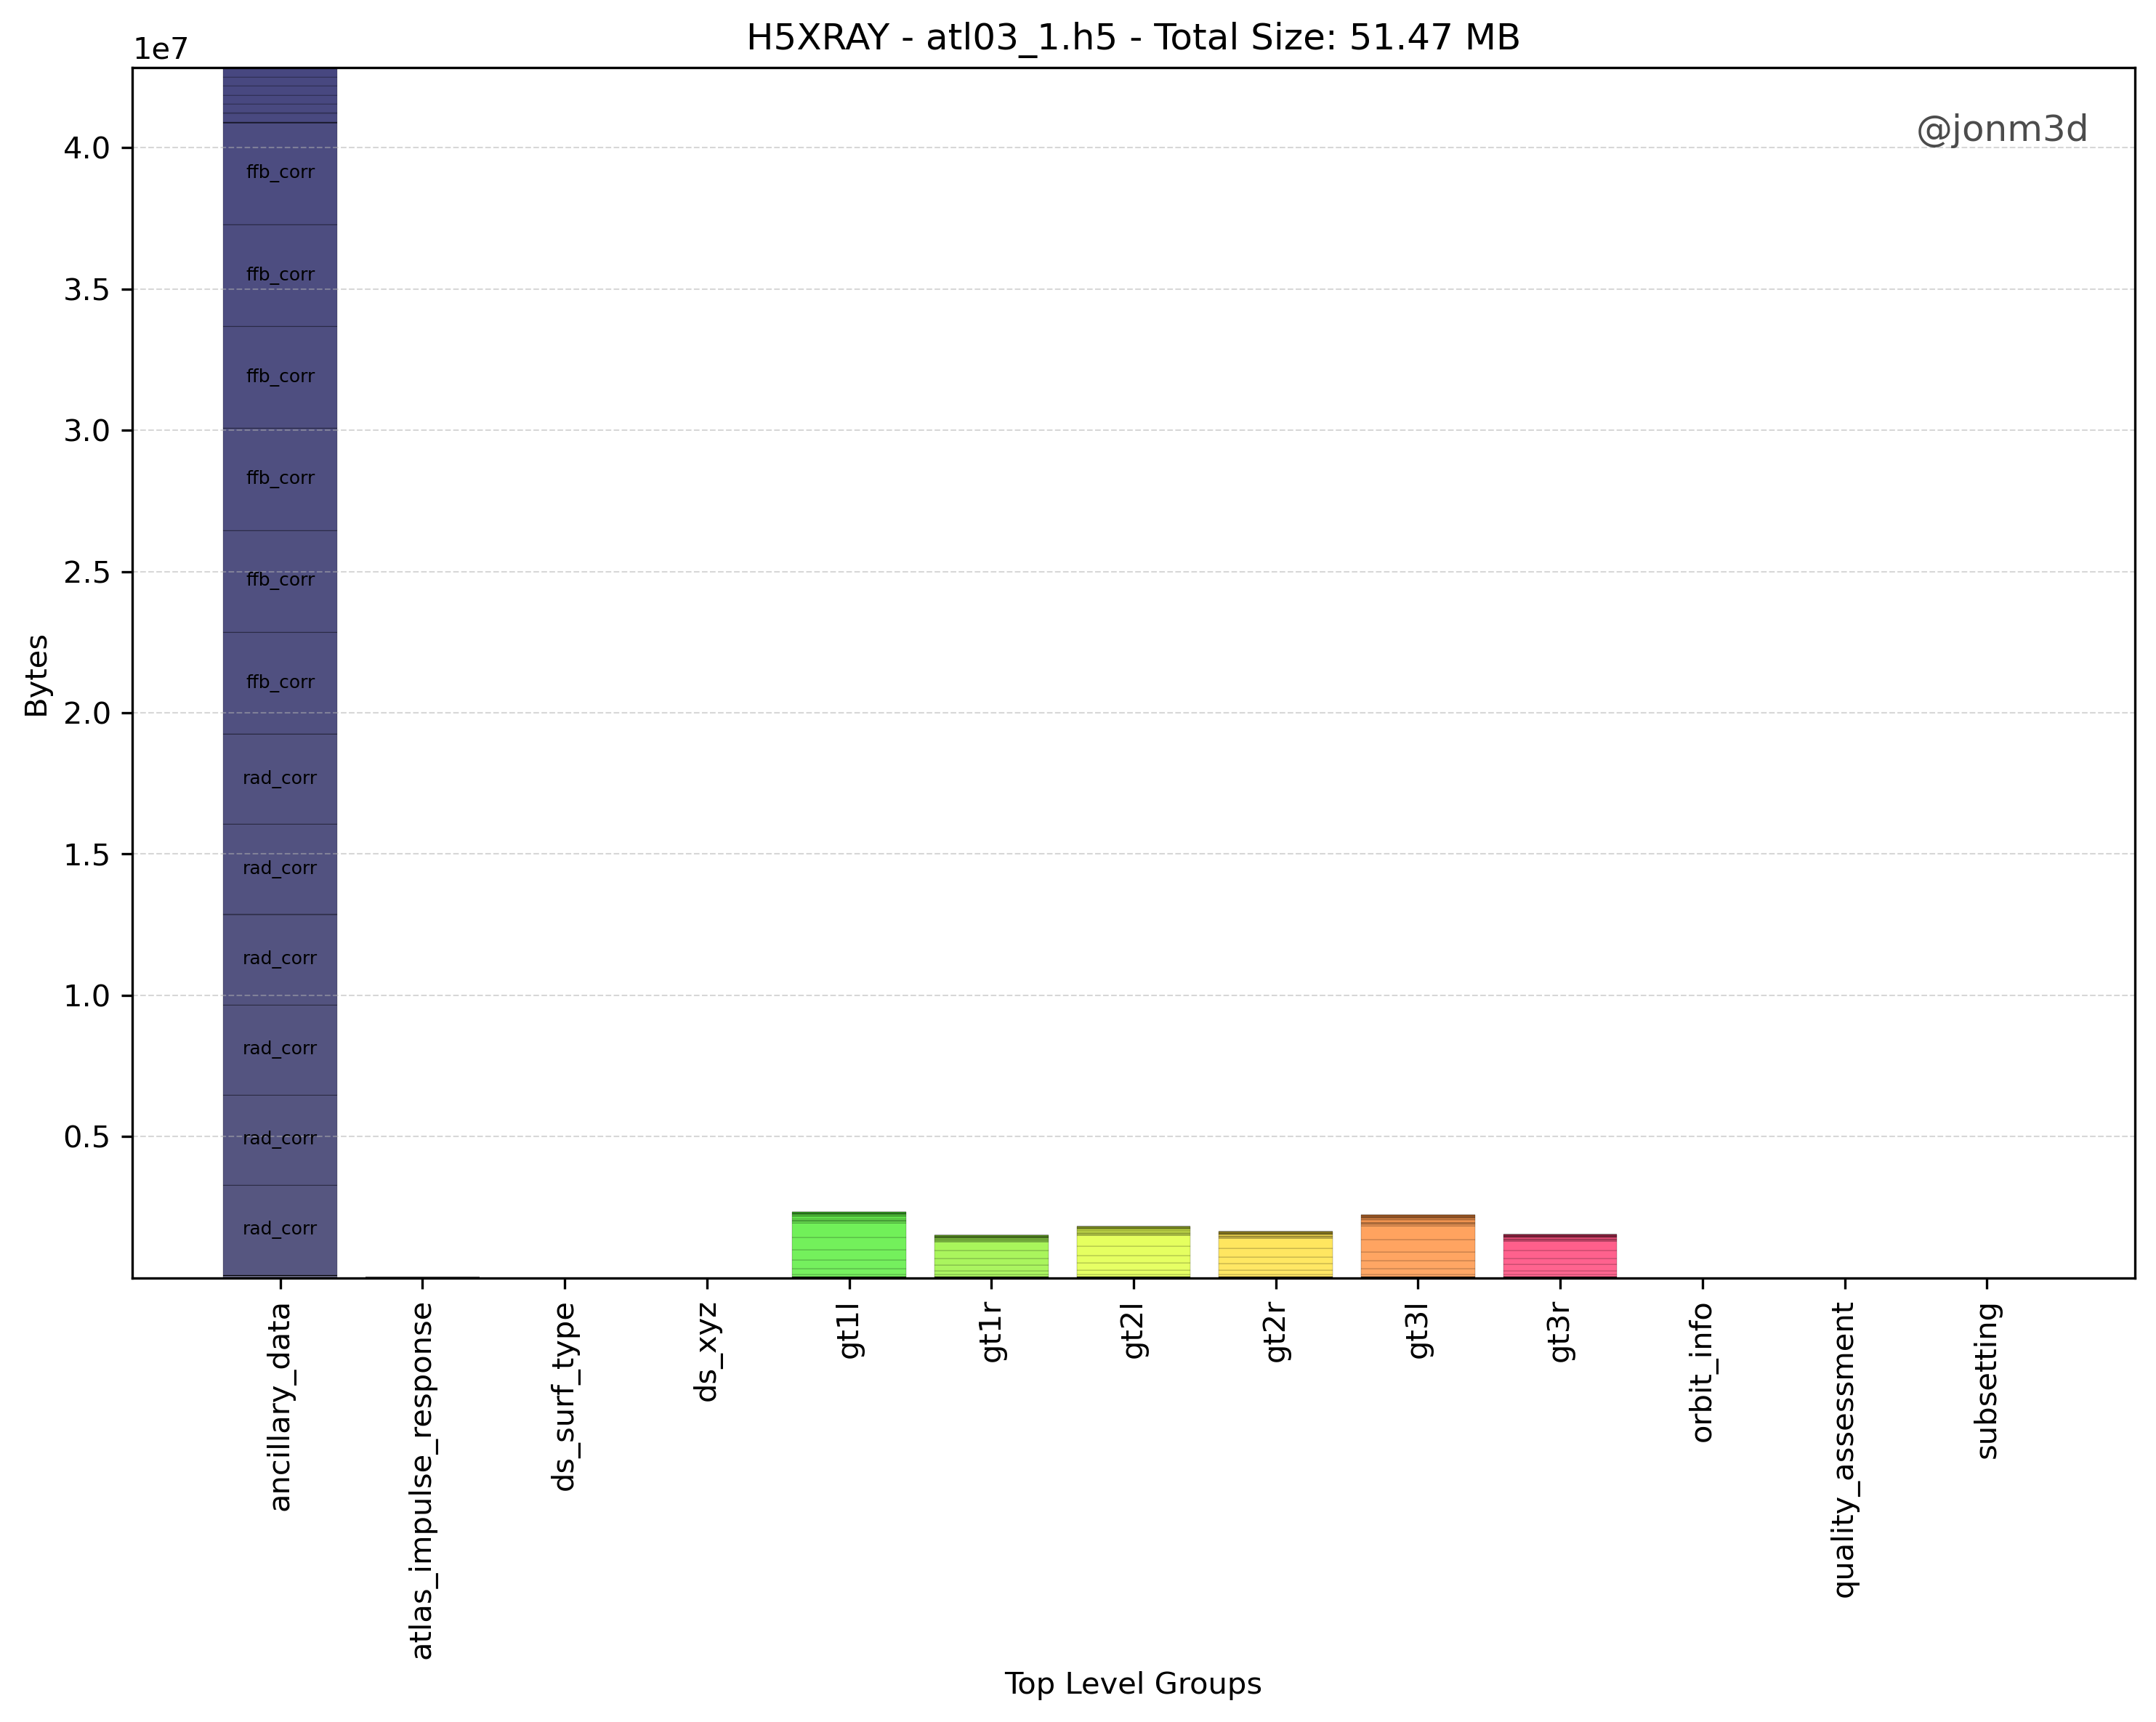 H5XRAY - atl03_1.h5 - Total Size: 51.47 MB
1e7
@jonm3d
4.0
3.5
3.0
2.5
2.0
1.5
1.0
0.5
Bytes
ffb_corr
ffb_corr
ffb_corr
ffb_corr
ffb_corr
ffb_corr
rad_corr
rad_corr
rad_corr
rad_corr
rad_corr
rad_corr
ancillary_data
atlas_impulse_response
ds_surf_type
ds_xyz
gt1l
gt1r
gt2l
gt2r
gt3l
gt3r
orbit_info
quality_assessment
subsetting
Top Level Groups